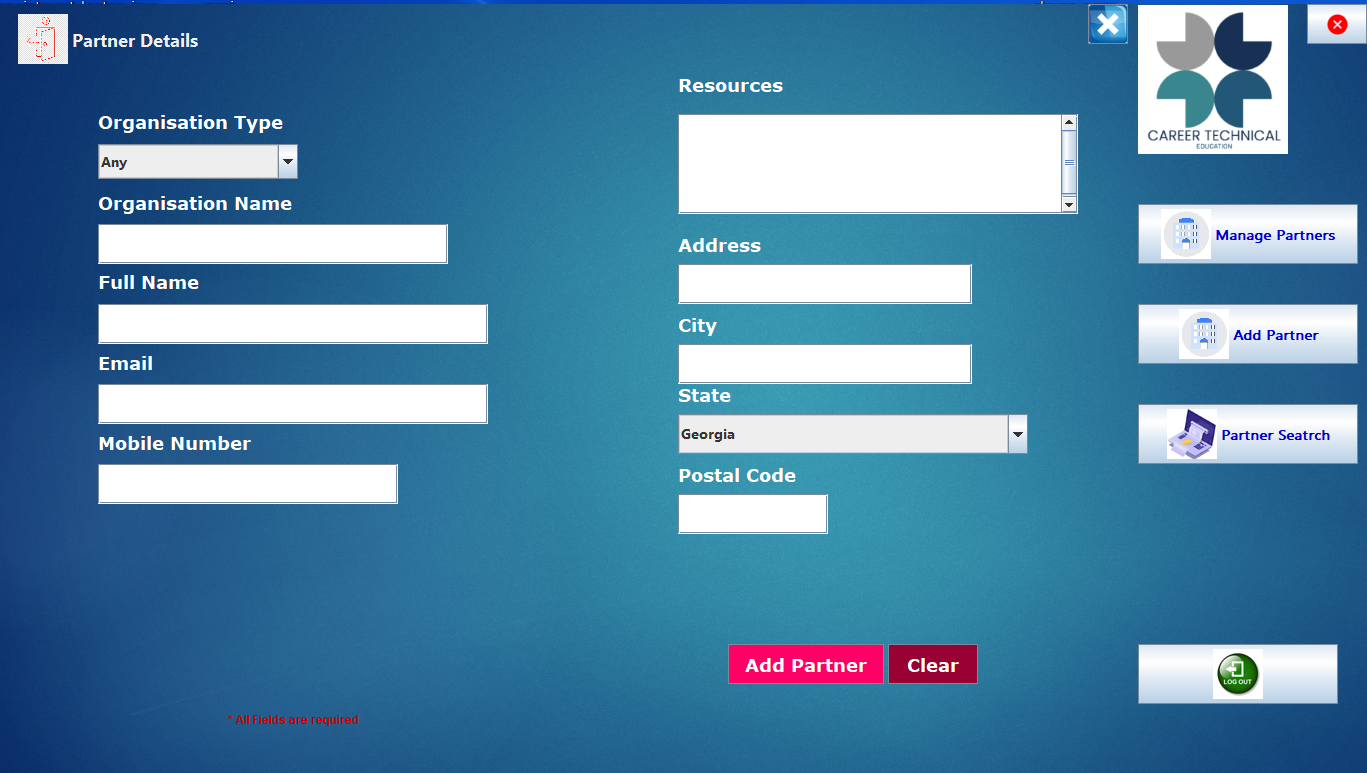 Partner Details
Organisation Type
Any
Organisation Name
Full Name
Email
Mobile Number
* All Fields are required
Resources
Address
City
State
Georgia
Postal Code
Add Partner
Clear
CAREER TECHNICAL
EDUCATION
Manage Partners
Add Partner
Partner Seatrch
LOG OUT